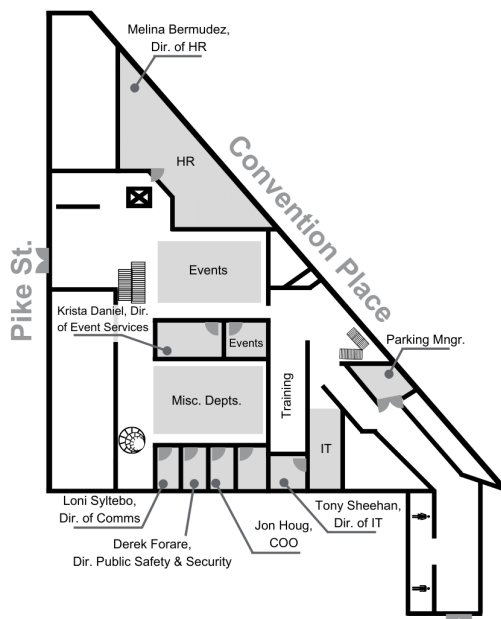 Melina Bermudez,
Dir. of HR
HR
Convention Place
Pike St.
Events
Krista Daniel, Dir.
of Event Services
Events
Parking Mngr.
Misc. Depts.
Training
IT
Loni Syltebo,
Dir. of Comms
Derek Forare,
Dir. Public Safety & Security
Jon Houg,
COO
Tony Sheehan,
Dir. of IT